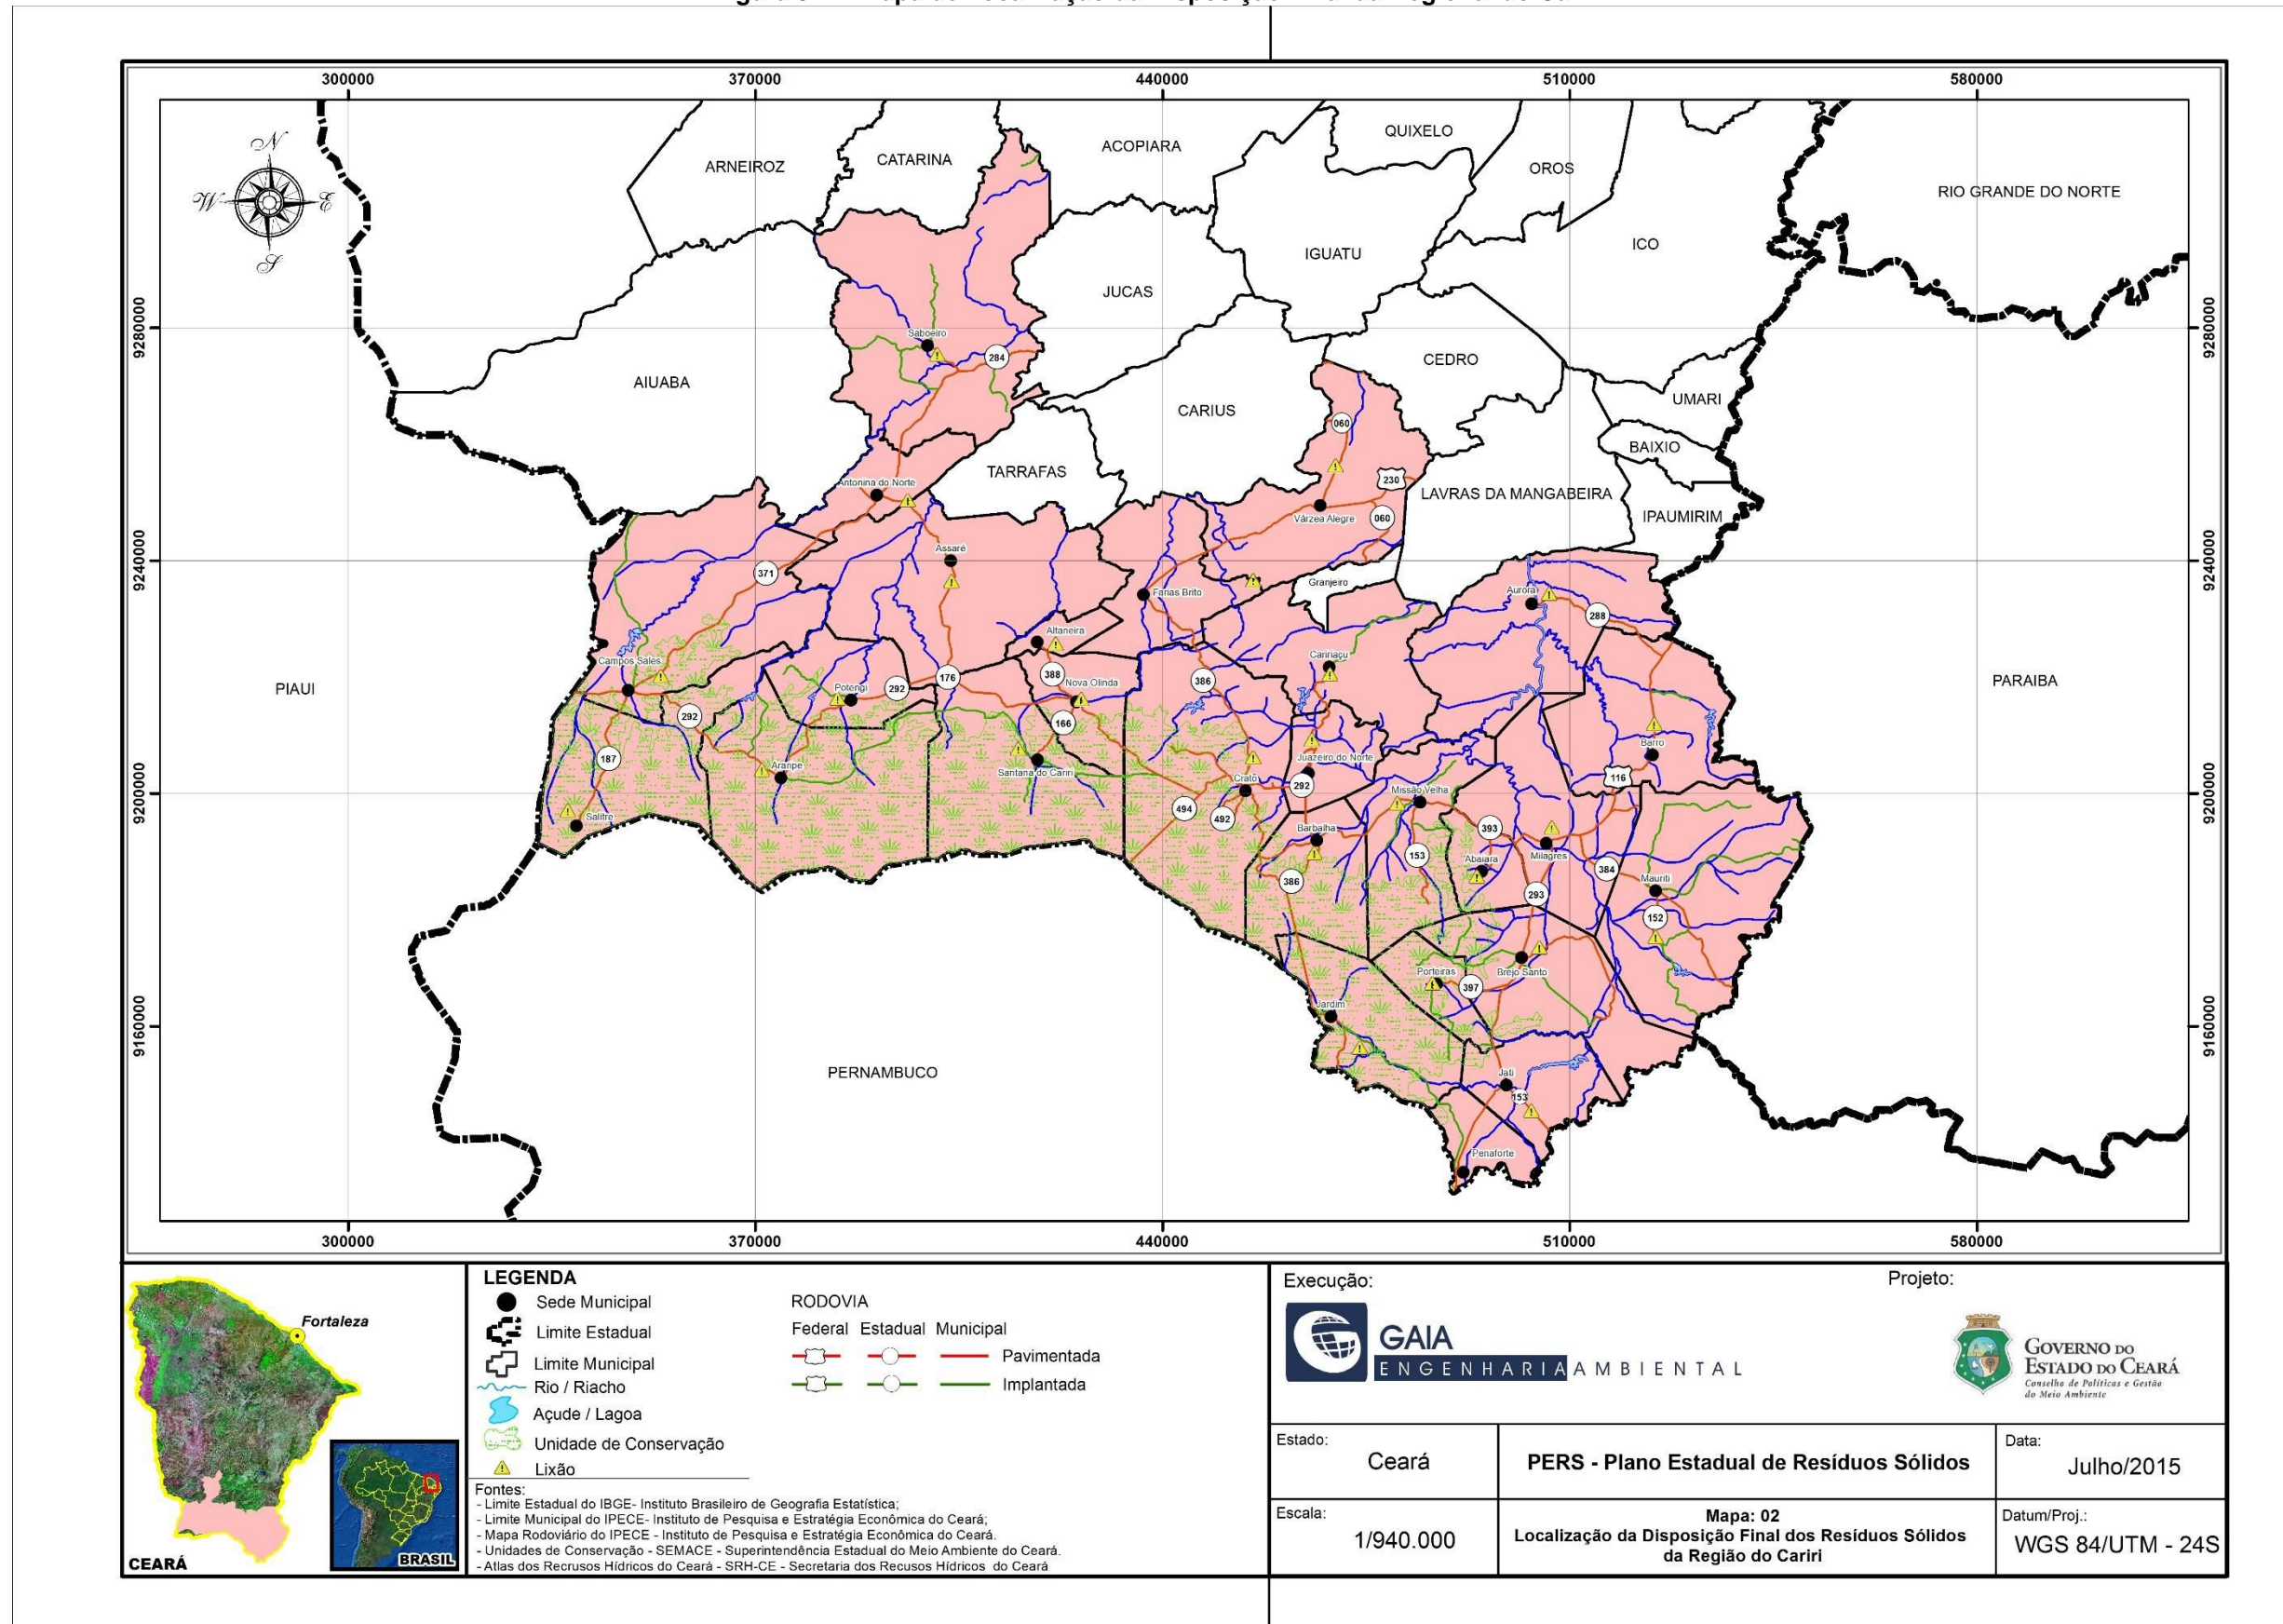 300000 370000 440000 510000 580000
N
W E
S
9280000 9280000
9240000 9240000
9200000 9200000
9160000 9160000
ARNEIROZ
CATARINA
ACOPIARA
QUIXELO
OROS
RIO GRANDE DO NORTE
ICO
IGUATU
JUCAS
Saboeiro
284
AIUABA
CEDRO
CARIUS
UMARI
060
BAIXIO
TARRAFAS
230
Antonina do Norte
LAVRAS DA MANGABEIRA
Várzea Alegre
060
IPAUMIRIM
Assaré
371
Granjeiro
Farias Brito
Aurora
288
Altaneira
Caririaçu
Campos Sales
388
176
386
Nova Olinda
Potengi
292
PIAUI
PARAIBA
292
166
187
Barro
Juazeiro do Norte
Araripe
Santana do Cariri
Crato
116
292
Missão Velha
494
492
Salitre
Barbalha
393
153
Abaiara
Milagres
384
386
Mauriti
293
152
Porteiras
Brejo Santo
397
Jardim
PERNAMBUCO
Jati
153
Penaforte
300000 370000 440000 510000 580000
Fortaleza
CEARÁ
BRASIL
LEGENDA
Sede Municipal
Limite Estadual
Limite Municipal
Rio / Riacho
Açude / Lagoa
Unidade de Conservação
Lixão
RODOVIA
Federal Estadual Municipal
Pavimentada
Implantada
Fontes:
- Limite Estadual do IBGE- Instituto Brasileiro de Geografia Estatística;
- Limite Municipal do IPECE- Instituto de Pesquisa e Estratégia Econômica do Ceará;
- Mapa Rodoviário do IPECE - Instituto de Pesquisa e Estratégia Econômica do Ceará.
- Unidades de Conservação - SEMACE - Superintendência Estadual do Meio Ambiente do Ceará.
- Atlas dos Recrusos Hídricos do Ceará - SRH-CE - Secretaria dos Recusos Hídricos do Ceará
Execução:
GAIA
ENGENHARIA AMBIENTAL
Projeto:
GOVERNO DO
ESTADO DO CEARÁ
Conselho de Políticas e Gestão
do Meio Ambiente
Estado:
Ceará
PERS - Plano Estadual de Resíduos Sólidos
Data:
Julho/2015
Escala:
1/940.000
Mapa: 02
Localização da Disposição Final dos Resíduos Sólidos
da Região do Cariri
Datum/Proj.:
WGS 84/UTM - 24S